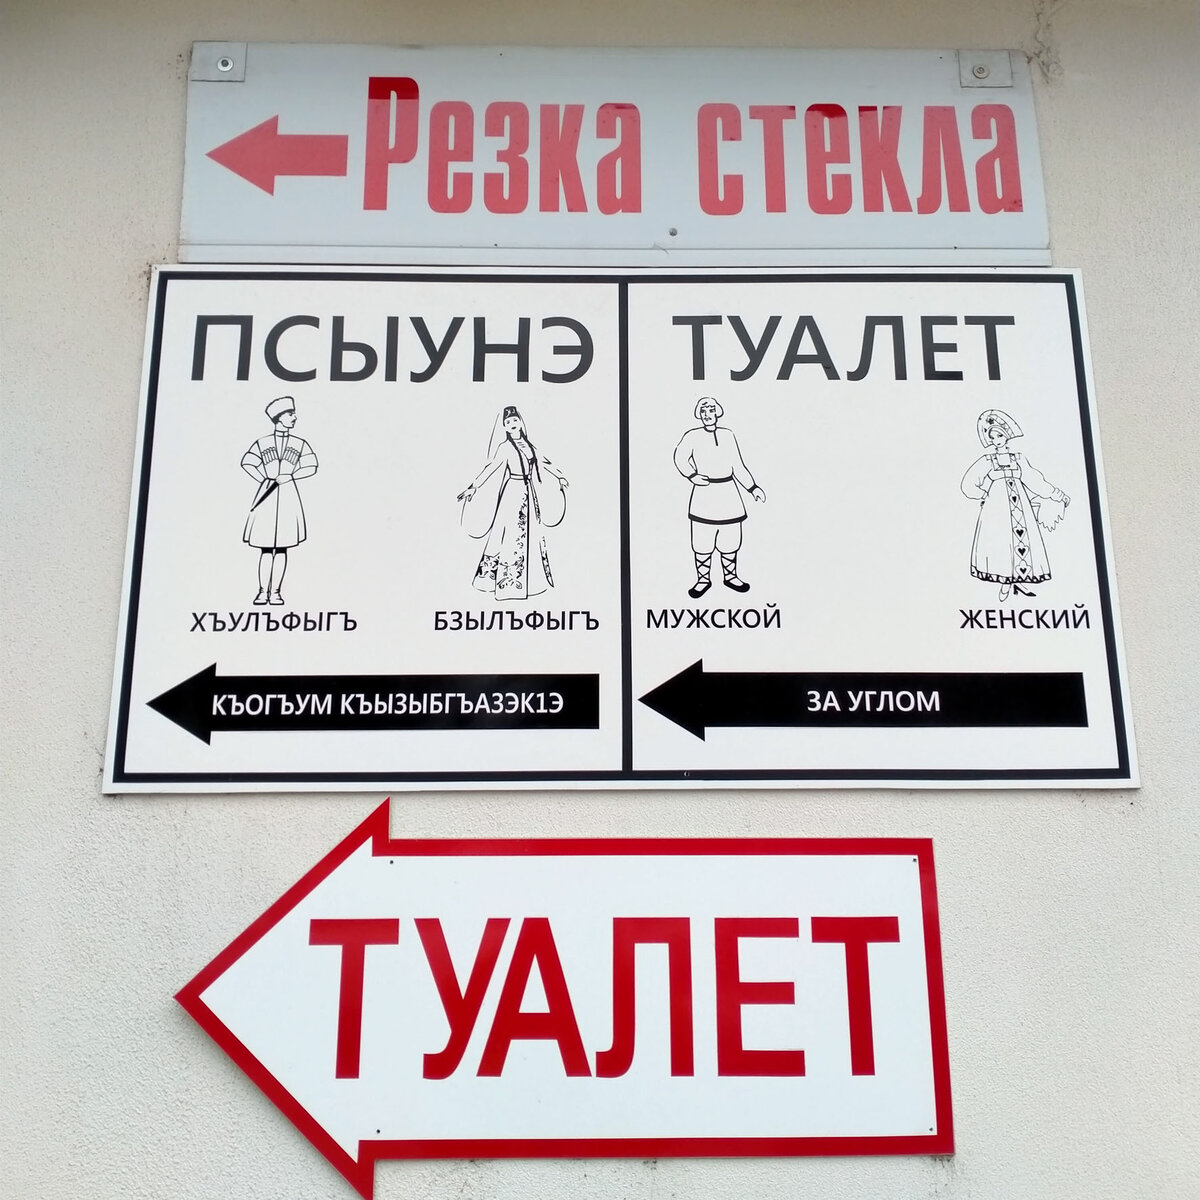 Резка стекла
ПСЫУНЭ
ХЪУЛЪФЫГЪ БЗЫЛЪФЫГЪ
КЪОГЪУМ КЪЫЗЫБГЪАЗЭК1Э
ТУАЛЕТ
МУЖСКОЙ ЖЕНСКИЙ
ЗА УГЛОМ
ТУАЛЕТ